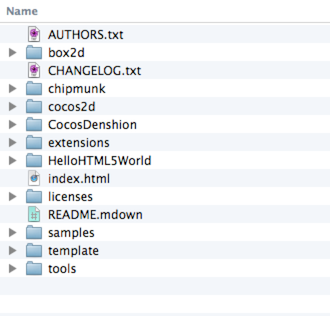 Name
AUTHORS.txt
box2d
CHANGELOG.txt
chipmunk
cocos2d
CocosDenshion
extensions
HelloHTML5World
index.html
licenses
README.mdown
samples
template
tools